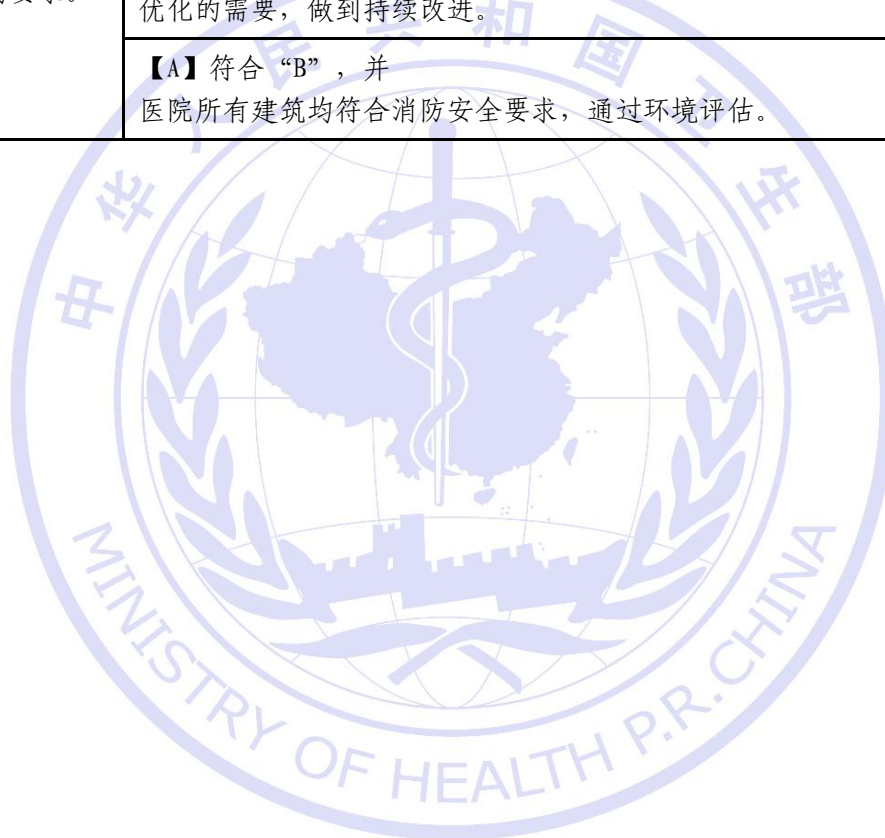 优化的需要，做到持续改进。
【A】符合“B”，并
医院所有建筑均符合消防安全要求，通过环境评估。
中华人民共和国卫生部
MINISTRY OF HEALTH P.R.CHINA